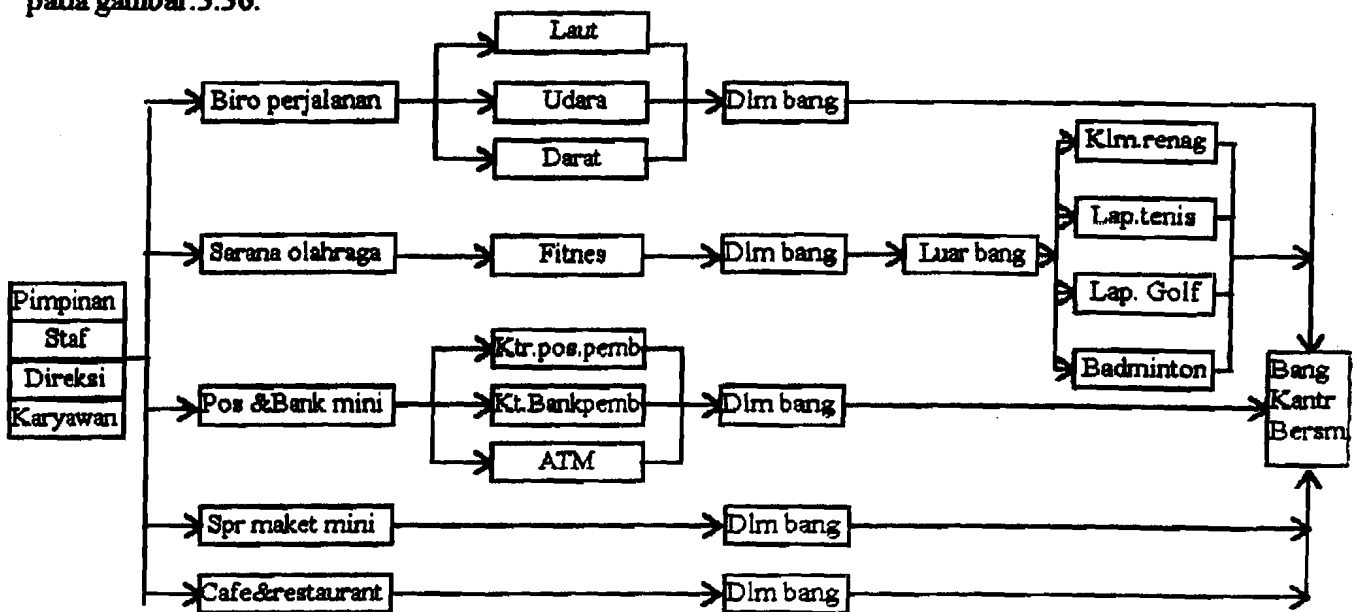 pada gambar.3.36.
Laut
Biro perjalanan
Udara
Dlm bang
Darat
Klm.renag
Lap.tenis
Sarana olahraga
Fitnes
Dlm bang
Luar bang
Lap. Golf
Badminton
Pimpinan
Staf
Direksi
Karyawan
Ktr.pos.pemb
Pos &Bank mini
Kt.Bankpemb
Dlm bang
ATM
Bang
Kantr
Bersm.
Spr maket mini
Dlm bang
Cafe&restaurant
Dlm bang